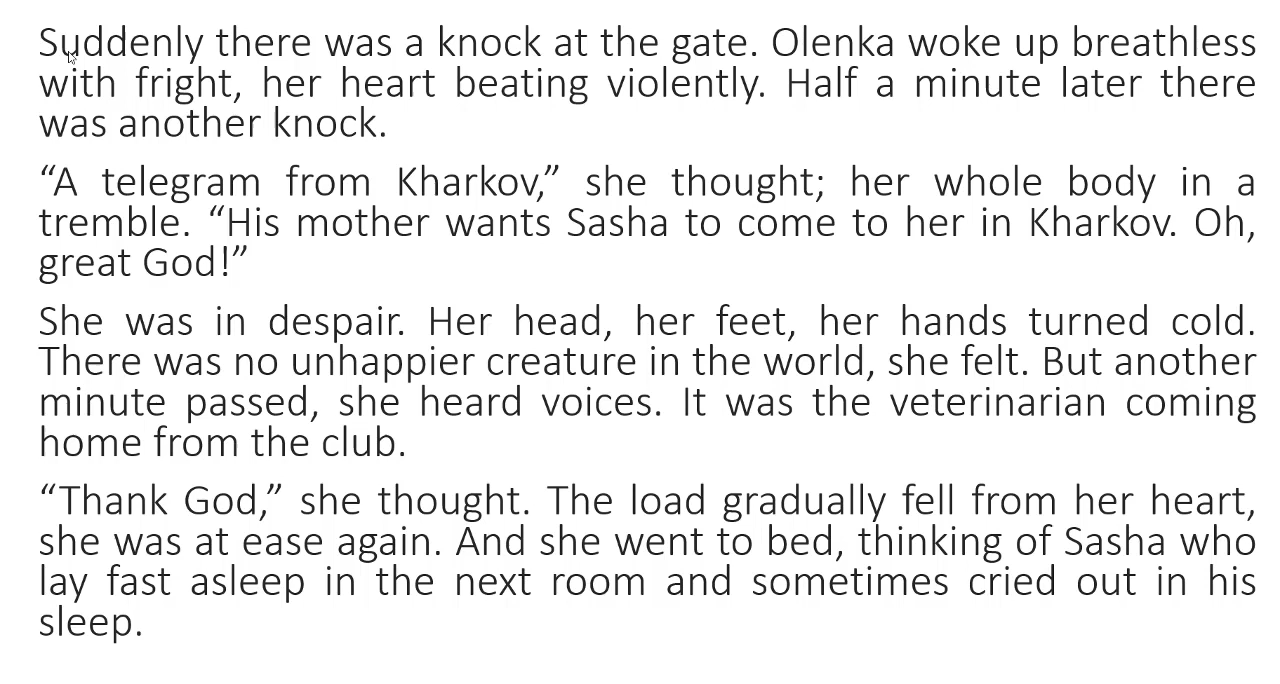 Suddenly there was a knock at the gate. Olenka woke up breathless
with fright, her heart beating violently. Half a minute later there
was another knock.
“A telegram from Kharkov,” she thought; her whole body in a
tremble. “His mother wants Sasha to come to her in Kharkov. Oh,
great God!”
She was in despair. Her head, her feet, her hands turned cold.
There was no unhappier creature in the world, she felt. But another
minute passed, she heard voices. It was the veterinarian coming
home from the club.
“Thank God,” she thought. The load gradually fell from her heart,
she was at ease again. And she went to bed, thinking of Sasha who
lay fast asleep in the next room and sometimes cried out in his
sleep.